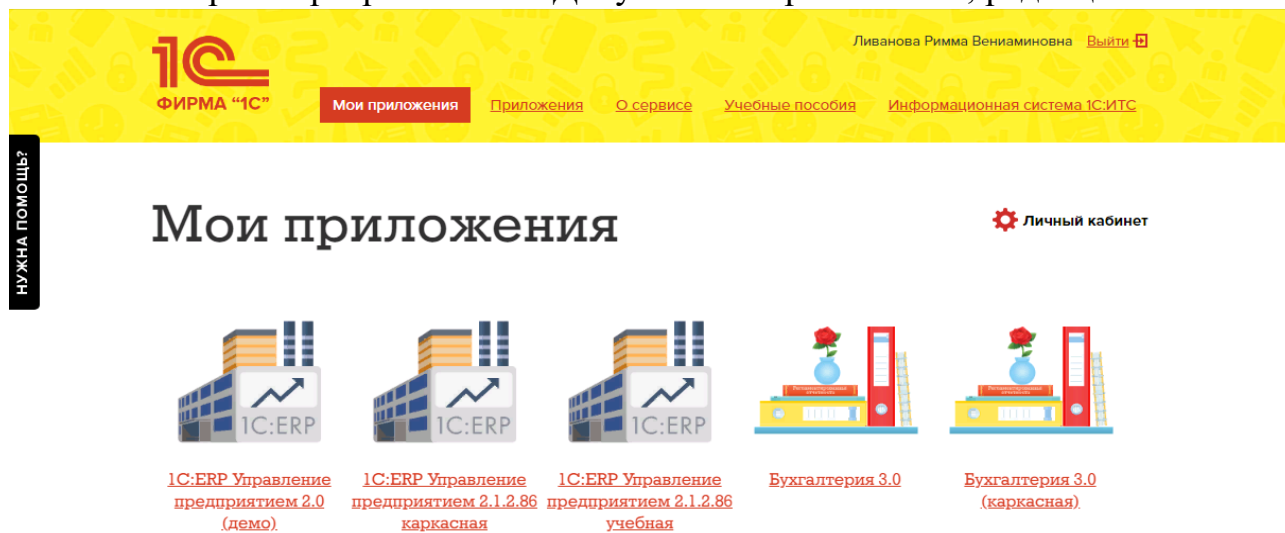 Ливанова Римма Вениаминовна Выйти
1С
ФИРМА "1С"
Мои приложения Приложения О сервисе Учебные пособия Информационная система 1С:ИТС
НУЖНА ПОМОЩЬ?
Мои приложения
Личный кабинет
1C:ERP 1C:ERP 1C:ERP
1С:ERP Управление предприятием 2.0 (демо)
1С:ERP Управление предприятием 2.1.2.86 каркасная
1С:ERP Управление предприятием 2.1.2.86 учебная
Бухгалтерия 3.0
Бухгалтерия 3.0 (каркасная)